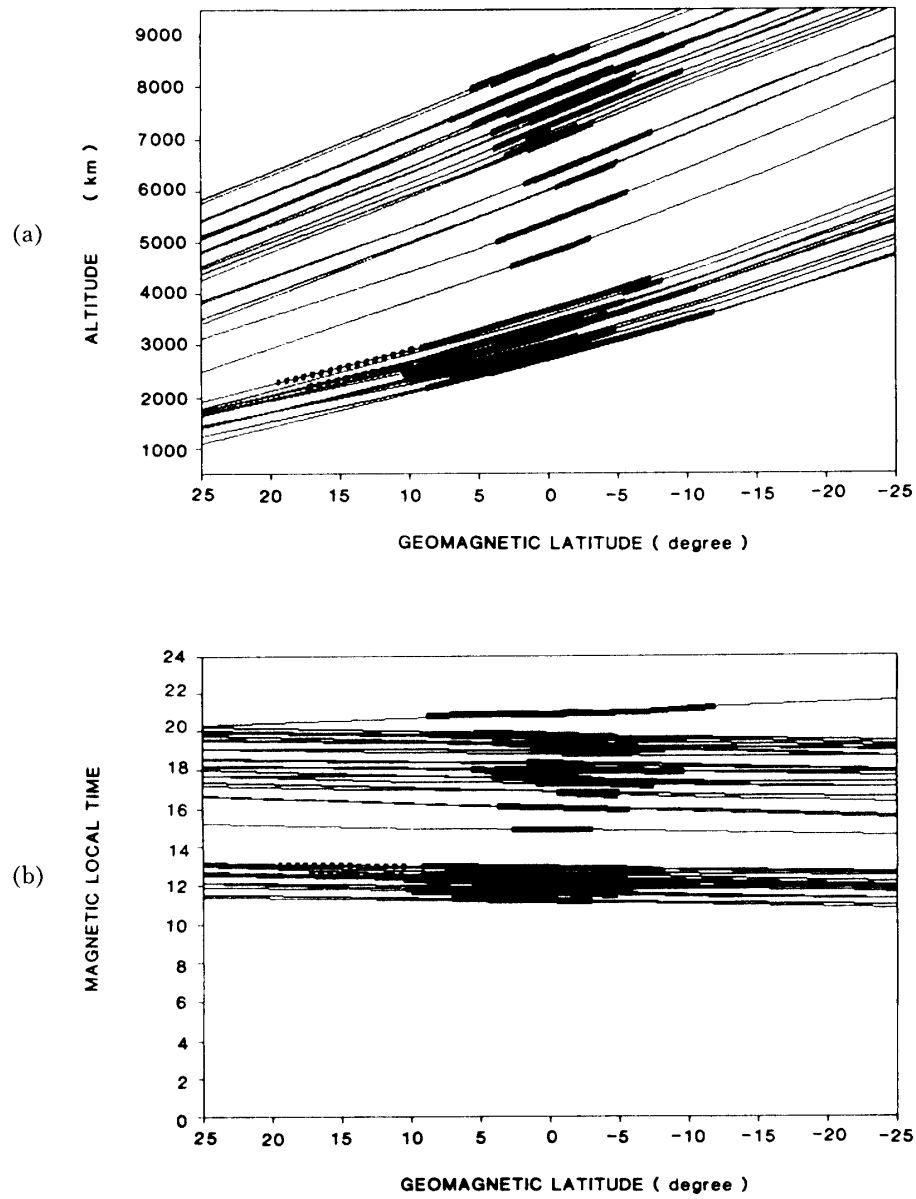 (a)
ALTITUDE ( km )
9000
8000
7000
6000
5000
4000
3000
2000
1000
25 20 15 10 5 0 -5 -10 -15 -20 -25
GEOMAGNETIC LATITUDE ( degree )
(b)
MAGNETIC LOCAL TIME
24
22
20
18
16
14
12
10
8
6
4
2
0
25 20 15 10 5 0 -5 -10 -15 -20 -25
GEOMAGNETIC LATITUDE ( degree )